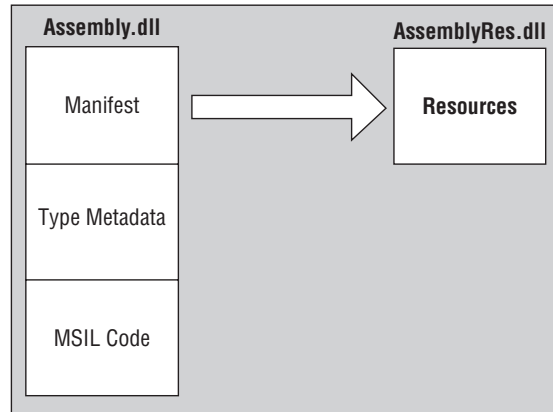 Assembly.dll
AssemblyRes.dll
Manifest
Resources
Type Metadata
MSIL Code